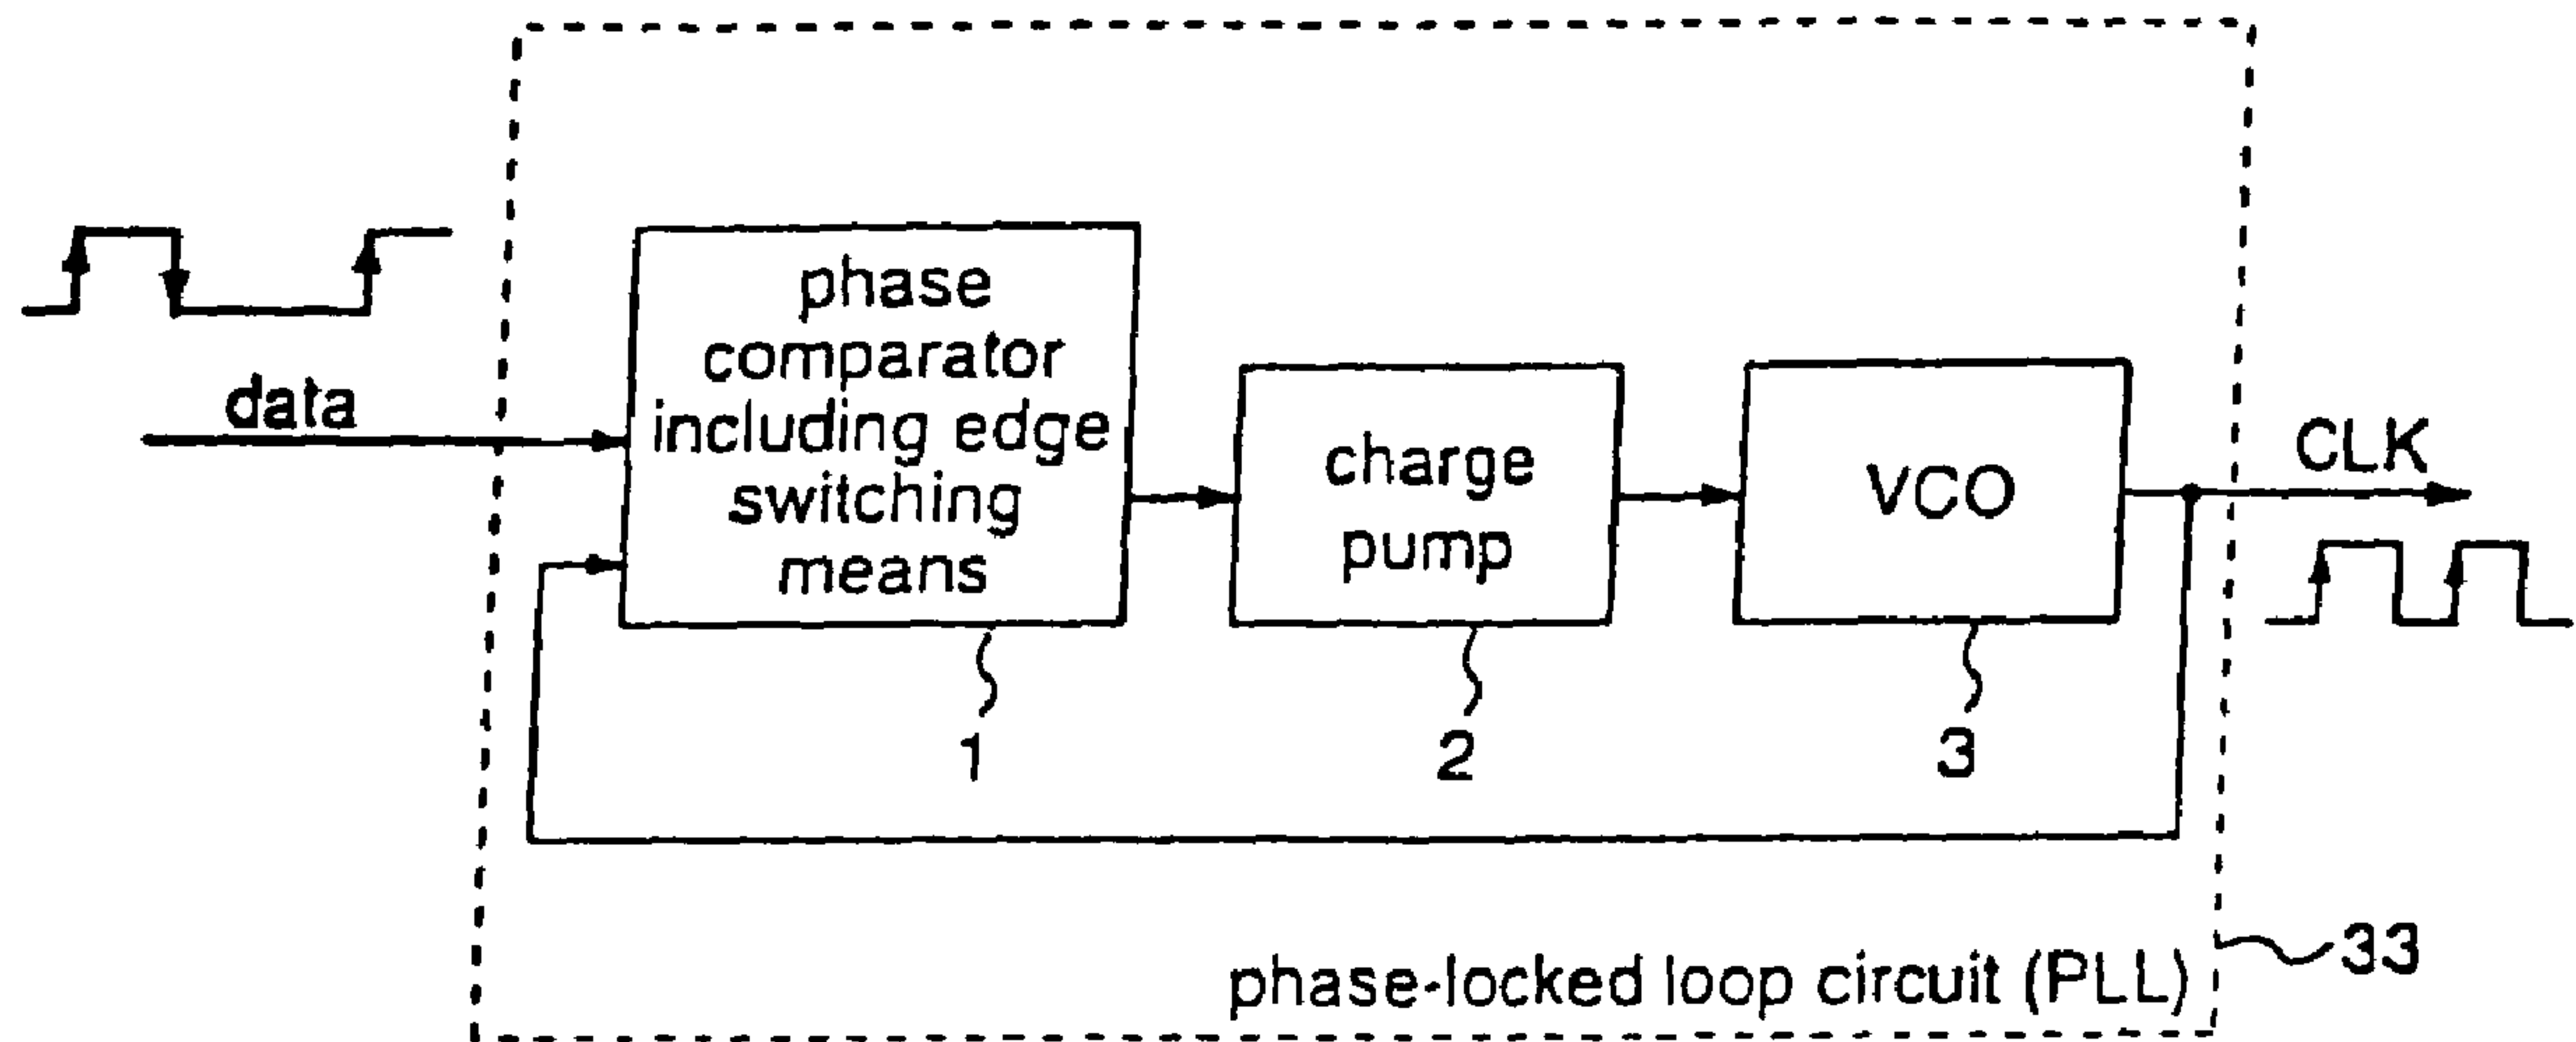 phase
comparator
including edge
switching
means
data
charge
pump
VCO
CLK
1
2
3
33
phase-locked loop circuit (PLL)